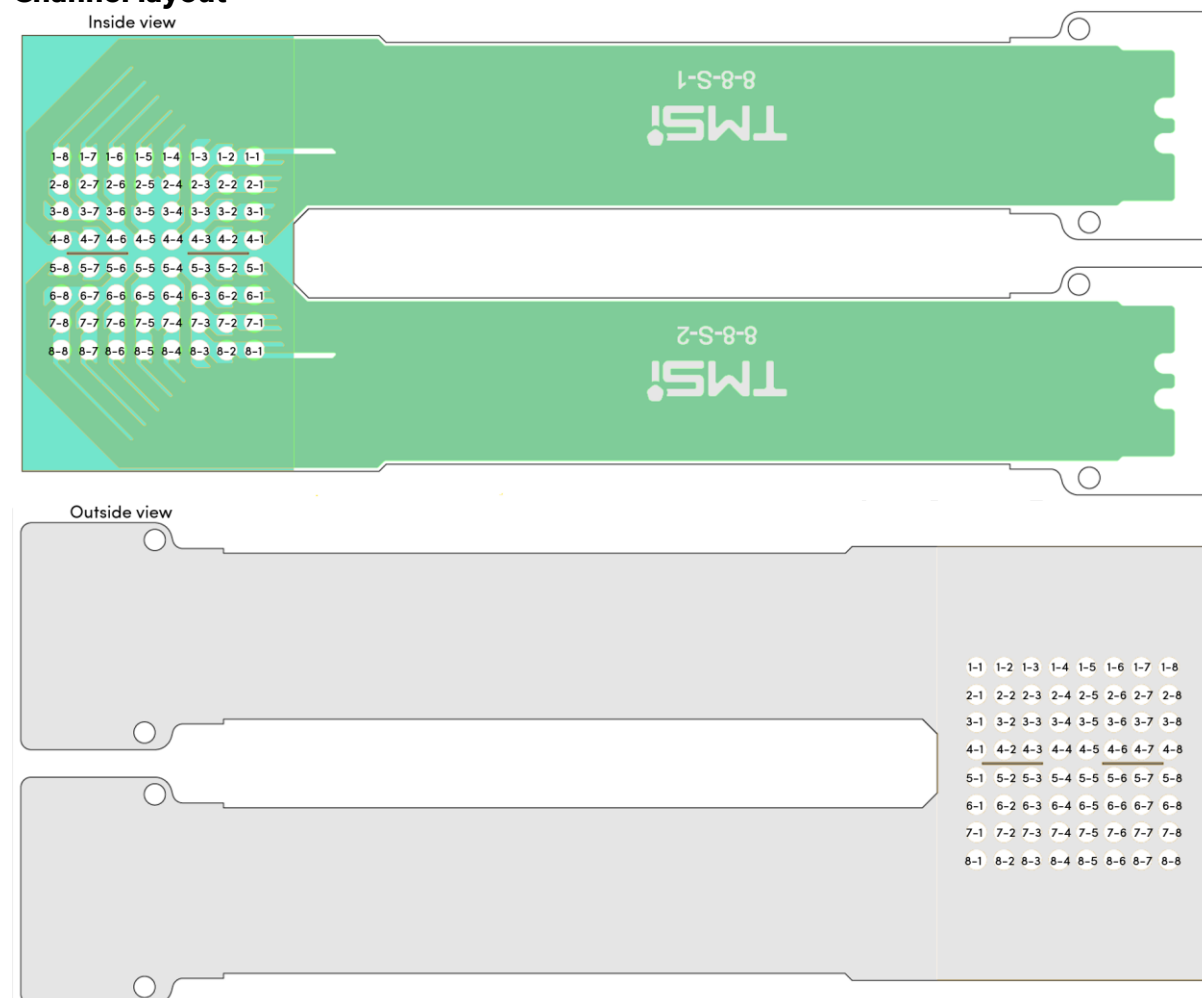 Channel layout
Inside view
8-8-S-1
TMSi
1-8 1-7 1-6 1-5 1-4 1-3 1-2 1-1
2-8 2-7 2-6 2-5 2-4 2-3 2-2 2-1
3-8 3-7 3-6 3-5 3-4 3-3 3-2 3-1
4-8 4-7 4-6 4-5 4-4 4-3 4-2 4-1
5-8 5-7 5-6 5-5 5-4 5-3 5-2 5-1
6-8 6-7 6-6 6-5 6-4 6-3 6-2 6-1
7-8 7-7 7-6 7-5 7-4 7-3 7-2 7-1
8-8 8-7 8-6 8-5 8-4 8-3 8-2 8-1
8-8-S-2
TMSi
Outside view
1-1 1-2 1-3 1-4 1-5 1-6 1-7 1-8
2-1 2-2 2-3 2-4 2-5 2-6 2-7 2-8
3-1 3-2 3-3 3-4 3-5 3-6 3-7 3-8
4-1 4-2 4-3 4-4 4-5 4-6 4-7 4-8
5-1 5-2 5-3 5-4 5-5 5-6 5-7 5-8
6-1 6-2 6-3 6-4 6-5 6-6 6-7 6-8
7-1 7-2 7-3 7-4 7-5 7-6 7-7 7-8
8-1 8-2 8-3 8-4 8-5 8-6 8-7 8-8